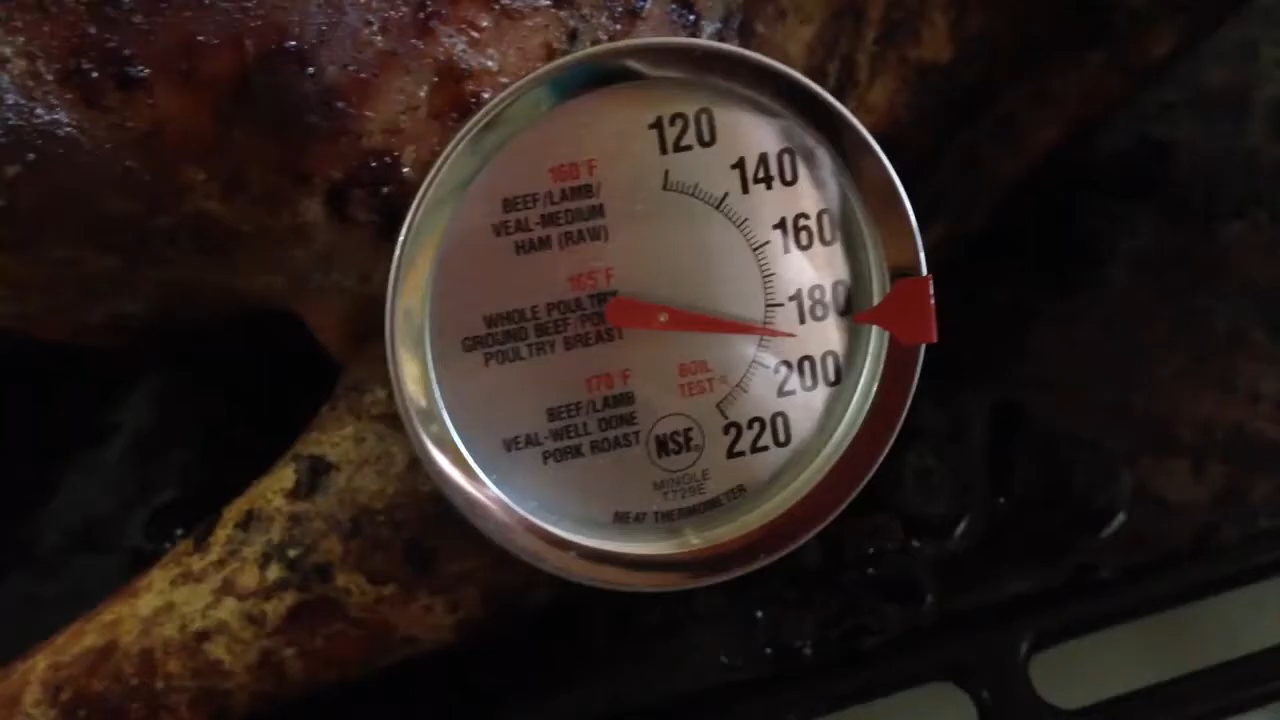 120
140
160
180
200
220
160°F
BEEF/LAMB/
VEAL-MEDIUM
HAM (RAW)
165°F
WHOLE POULTRY
GROUND BEEF/
POULTRY BREAST
170°F
BEEF/LAMB
VEAL-WELL DONE
PORK ROAST
BOIL
TEST
NSF
MINGLE
T729E
MEAT THERMOMETER